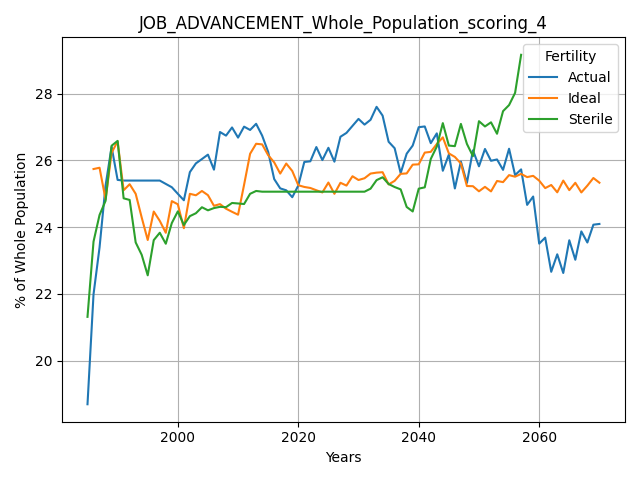 JOB_ADVANCEMENT_Whole_Population_scoring_4
% of Whole Population
28
26
24
22
20
2000 2020 2040 2060
Years
Fertility
Actual
Ideal
Sterile